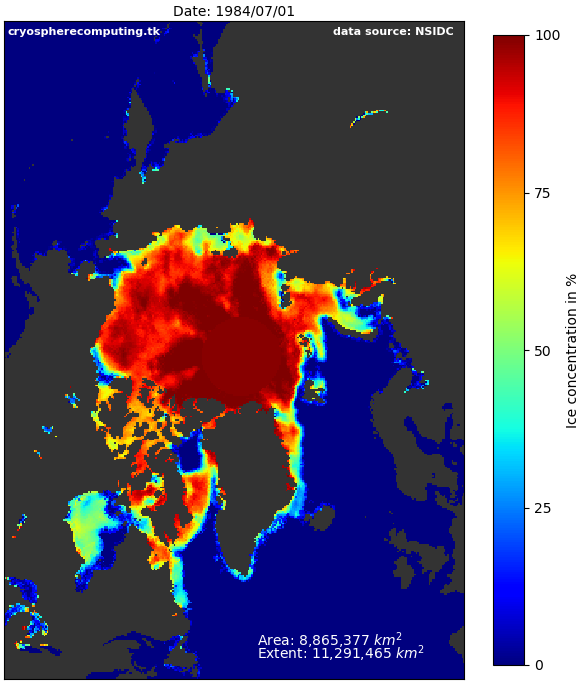 Date: 1984/07/01
cryospherecomputing.tk data source: NSIDC
100
75
50
25
0
Ice concentration in %
Area: 8,865,377 km²
Extent: 11,291,465 km²